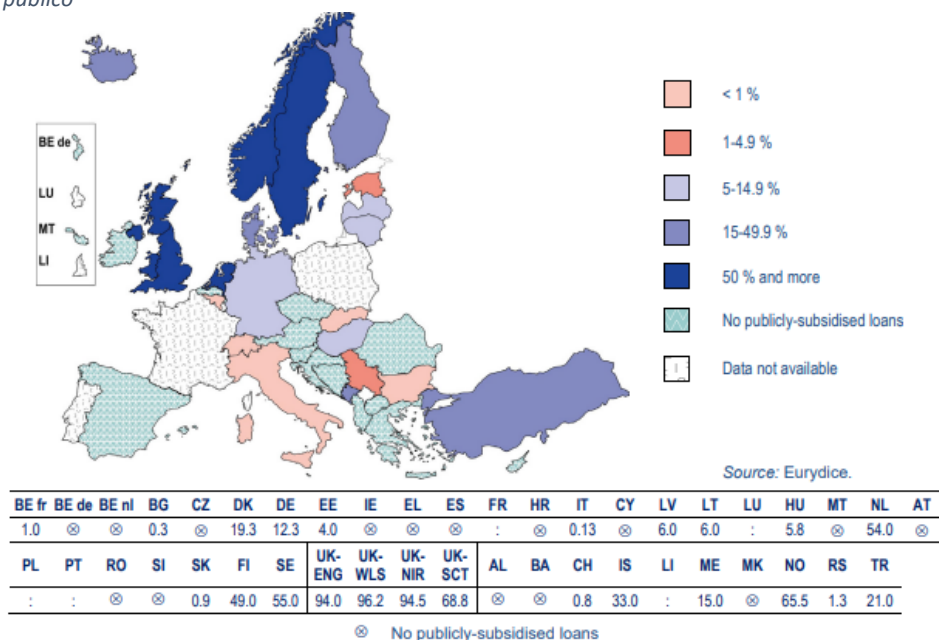 público
BE de
LU
MT
LI
< 1 %
1-4.9 %
5-14.9 %
15-49.9 %
50 % and more
No publicly-subsidised loans
Data not available
Source: Eurydice.
BE fr BE de BE nl BG CZ DK DE EE IE EL ES FR HR IT CY LV LT LU HU MT NL AT
1.0 ⊗ ⊗ 0.3 ⊗ 19.3 12.3 4.0 ⊗ ⊗ ⊗ : ⊗ 0.13 ⊗ 6.0 6.0 : 5.8 ⊗ 54.0 ⊗
PL PT RO SI SK FI SE UK-ENG UK-WLS UK-NIR UK-SCT AL BA CH IS LI ME MK NO RS TR
: : ⊗ ⊗ 0.9 49.0 55.0 94.0 96.2 94.5 68.8 ⊗ ⊗ 0.8 33.0 : 15.0 ⊗ 65.5 1.3 21.0
⊗ No publicly-subsidised loans